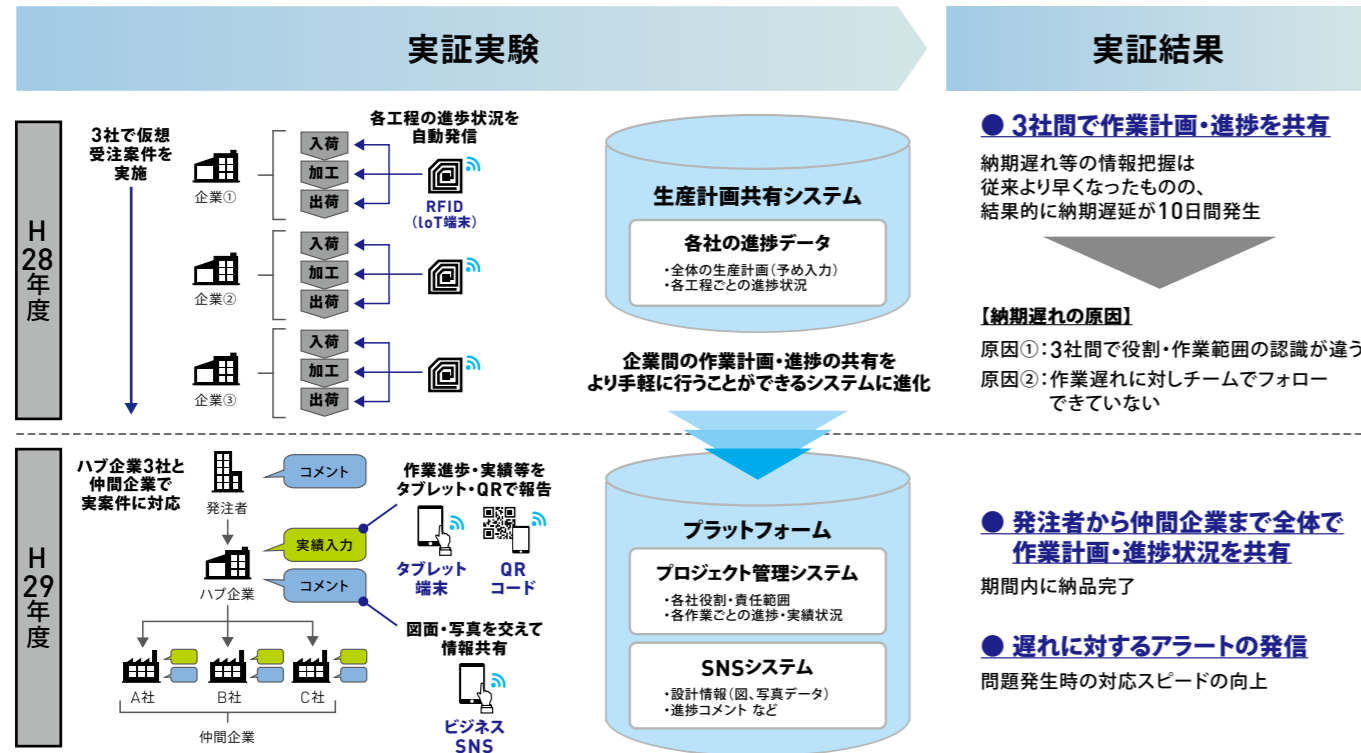 実証実験
実証結果
H
28
年
度
3社で仮想
受注案件を
実施
企業①
入荷
加工
出荷
各工程の進歩状況を
自動発信
RFID
(loT端末)
企業②
入荷
加工
出荷
企業③
入荷
加工
出荷
生産計画共有システム
各社の進捗データ
・全体の生産計画(予め入力)
・各工程ごとの進捗状況
企業間の作業計画・進捗の共有を
より手軽に行うことができるシステムに進化
● 3社間で作業計画・進捗を共有
納期遅れ等の情報把握は
従来より早くなったものの、
結果的に納期遅延が10日間発生
【納期遅れの原因】
原因①:3社間で役割・作業範囲の認識が違う
原因②:作業遅れに対しチームでフォロー
できていない
H
29
年
度
ハブ企業3社と
仲間企業で
実案件に対応
発注者
コメント
実績入力
ハブ企業
コメント
A社
B社
C社
仲間企業
作業進歩・実績等を
タブレット・QRで報告
タブレット
端末
QR
コード
図面・写真を交えて
情報共有
ビジネス
SNS
プラットフォーム
プロジェクト管理システム
・各社役割・責任範囲
・各作業ごとの進捗・実績状況
SNSシステム
・設計情報(図、写真データ)
・進捗コメント など
● 発注者から仲間企業まで全体で
作業計画・進捗状況を共有
期間内に納品完了
● 遅れに対するアラートの発信
問題発生時の対応スピードの向上